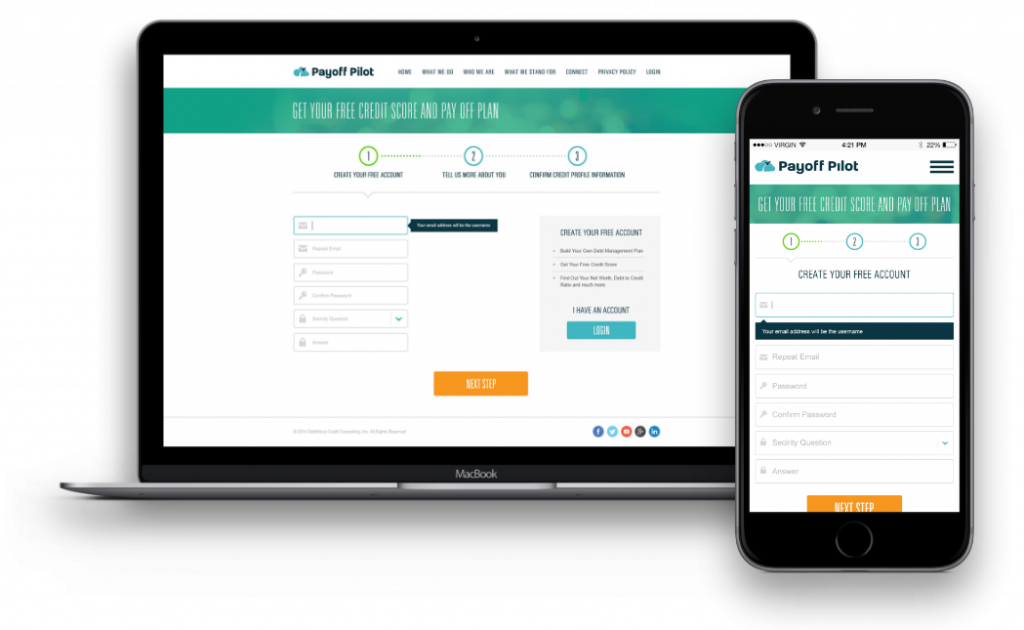 Payoff Pilot
HOME WHAT WE DO WHO WE ARE WHAT WE STAND FOR CONNECT PRIVACY POLICY LOGIN
GET YOUR FREE CREDIT SCORE AND PAY OFF PLAN
1 2 3
CREATE YOUR FREE ACCOUNT TELL US MORE ABOUT YOU CONFIRM CREDIT PROFILE INFORMATION
Your email address will be the username
Repeat Email
Password
Confirm Password
Secirity Question
Answer
CREATE YOUR FREE ACCOUNT
Build Your Own Debt Management Plan
Get Your Free Credit Score
Find Out Your Net Worth, Debt to Credit
Ratio and much more
I HAVE AN ACCOUNT
LOGIN
NEXT STEP
Credit Counseling, Inc. All Rights Reserved
MacBook
VIRGIN 4:21 PM 22%
Payoff Pilot
GET YOUR FREE CREDIT SCORE AND PAY OFF PLAN
1 2 3
CREATE YOUR FREE ACCOUNT
Your email address will be the username
Repeat Email
Password
Confirm Password
Secirity Question
Answer
NEXT STEP